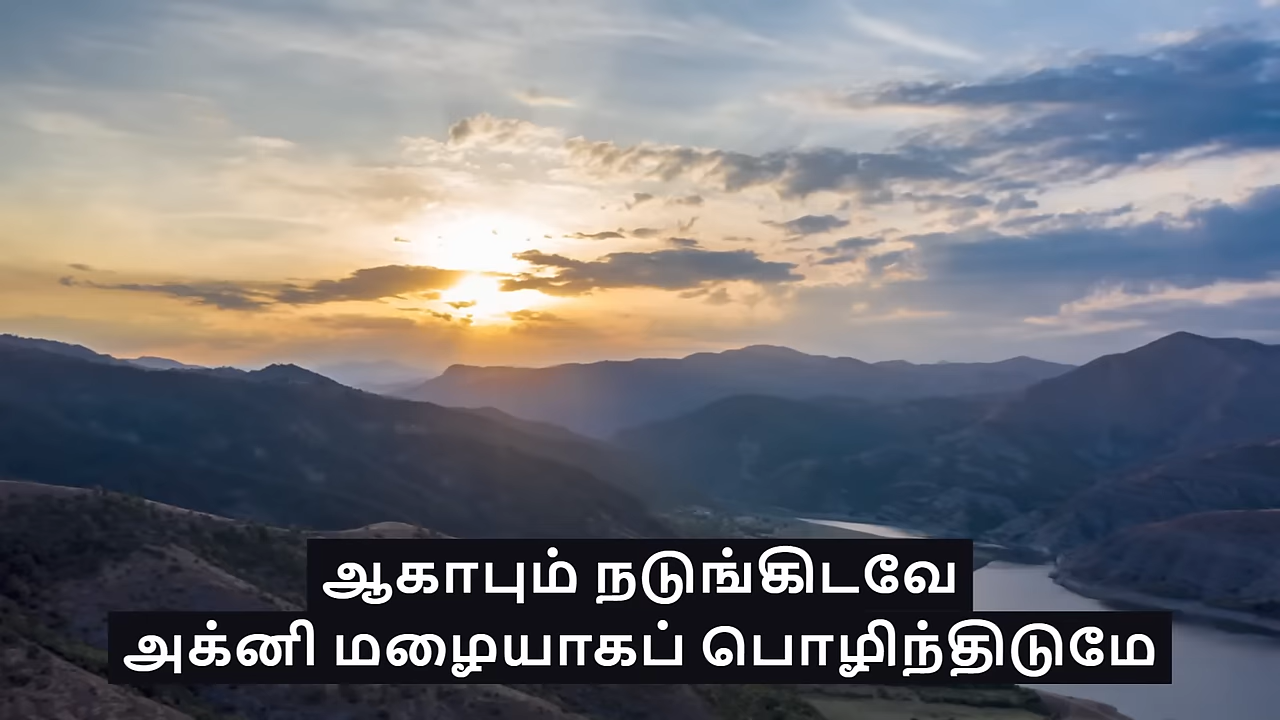 ஆகாபும் நடுங்கிடவே
அக்னி மழையாகப் பொழிந்திடுமே